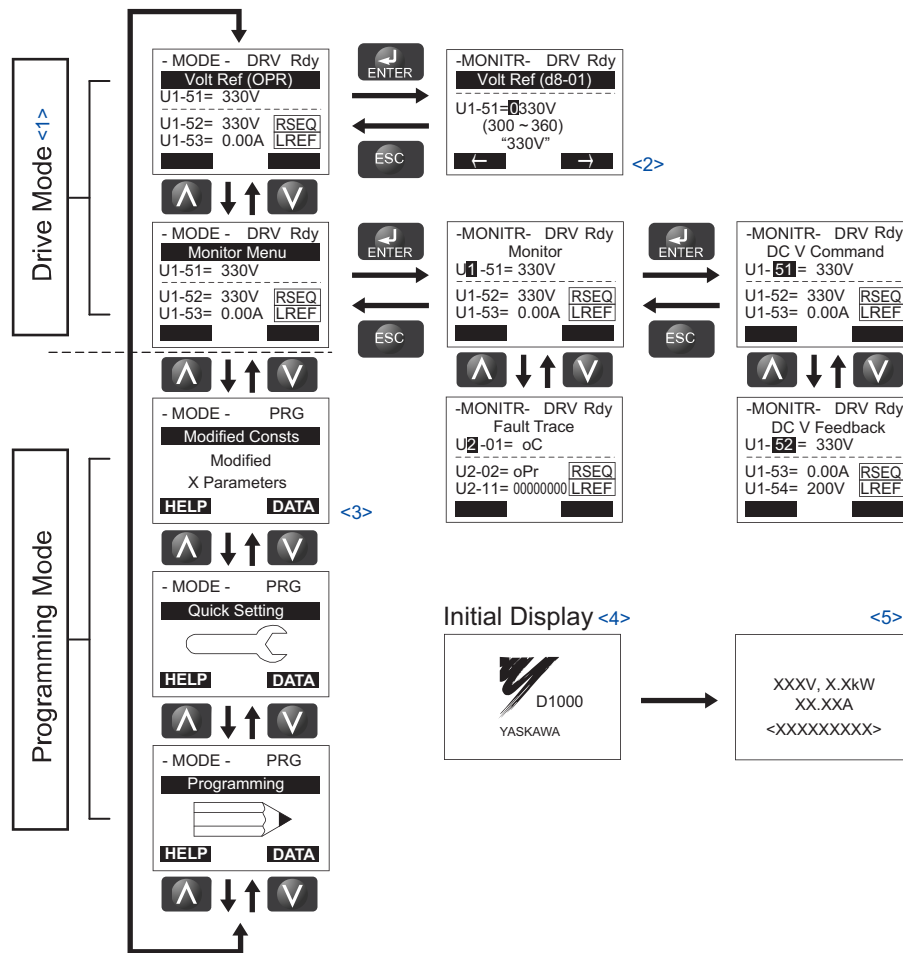 Drive Mode <1>
- MODE - DRV Rdy
Volt Ref (OPR)
U1-51= 330V
U1-52= 330V RSEQ
U1-53= 0.00A LREF
ENTER
ESC
-MONITR- DRV Rdy
Volt Ref (d8-01)
U1-51=0330V
(300 ~ 360)
“330V”
← →
<2>
- MODE - DRV Rdy
Monitor Menu
U1-51= 330V
U1-52= 330V RSEQ
U1-53= 0.00A LREF
ENTER
ESC
-MONITR- DRV Rdy
Monitor
U1 -51= 330V
U1-52= 330V RSEQ
U1-53= 0.00A LREF
ENTER
ESC
-MONITR- DRV Rdy
DC V Command
U1- 51= 330V
U1-52= 330V RSEQ
U1-53= 0.00A LREF
-MONITR- DRV Rdy
Fault Trace
U2 -01= oC
U2-02= oPr RSEQ
U2-11= 00000000 LREF
-MONITR- DRV Rdy
DC V Feedback
U1- 52= 330V
U1-53= 0.00A RSEQ
U1-54= 200V LREF
Programming Mode
- MODE - PRG
Modified Consts
Modified
X Parameters
HELP DATA
<3>
- MODE - PRG
Quick Setting
HELP DATA
- MODE - PRG
Programming
HELP DATA
Initial Display <4>
D1000
YASKAWA
<5>
XXXV, X.XkW
XX.XXA
<XXXXXXXXX>